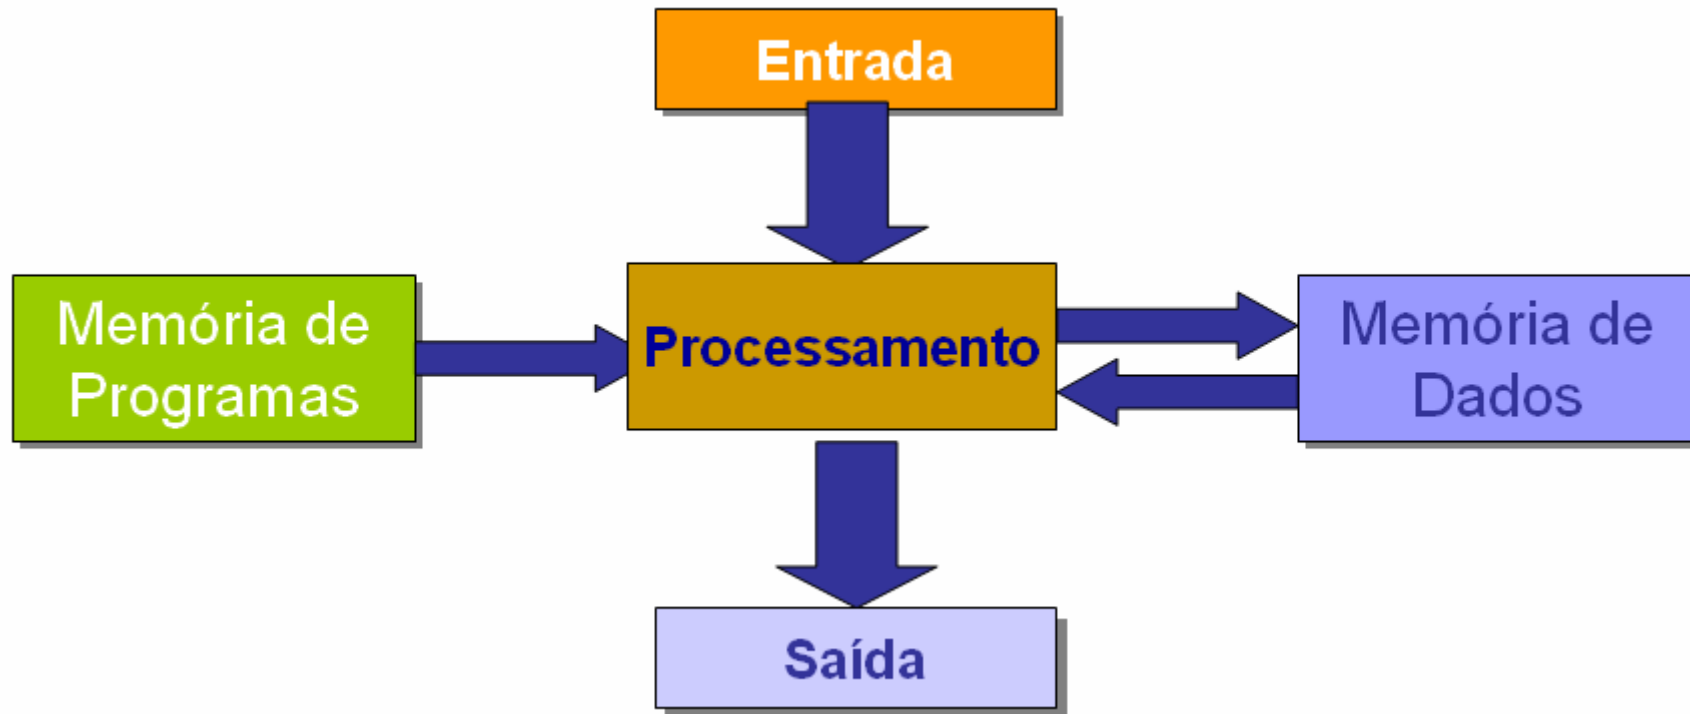 Entrada
Memória de
Programas
Processamento
Memória de
Dados
Saída